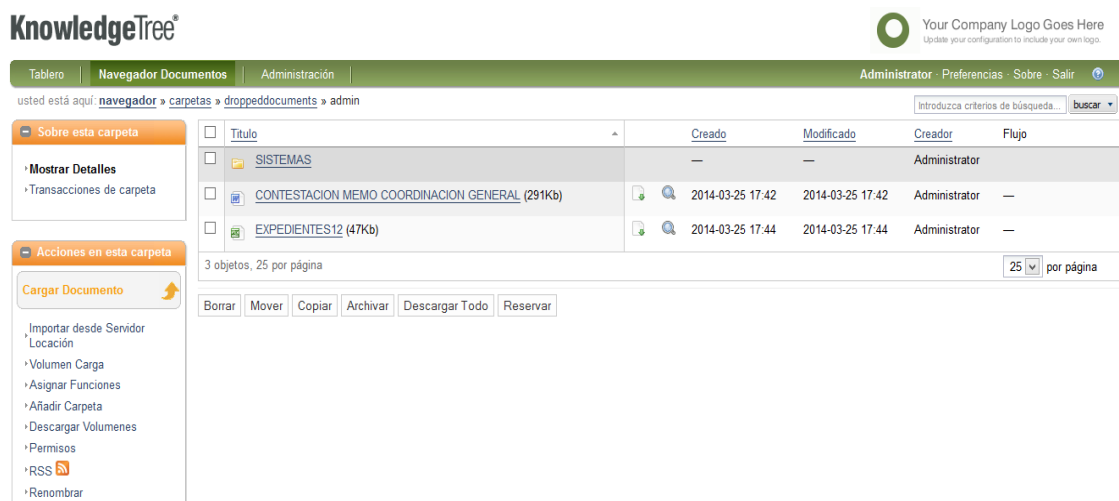 KnowledgeTree®
Your Company Logo Goes Here
Update your configuration to include your own logo.
Tablero Navegador Documentos Administración Administrator · Preferencias · Sobre · Salir ?
usted está aquí: navegador » carpetas » droppeddocuments » admin
Introduzca criterios de búsqueda... buscar
Sobre esta carpeta
Mostrar Detalles
Transacciones de carpeta
Acciones en esta carpeta
Cargar Documento
Importar desde Servidor
Locación
Volumen Carga
Asignar Funciones
Añadir Carpeta
Descargar Volumenes
Permisos
RSS
Renombrar
Titulo Creado Modificado Creador Flujo
SISTEMAS — — Administrator
CONTESTACION MEMO COORDINACION GENERAL (291Kb) 2014-03-25 17:42 2014-03-25 17:42 Administrator —
EXPEDIENTES12 (47Kb) 2014-03-25 17:44 2014-03-25 17:44 Administrator —
3 objetos, 25 por página 25 por página
Borrar Mover Copiar Archivar Descargar Todo Reservar